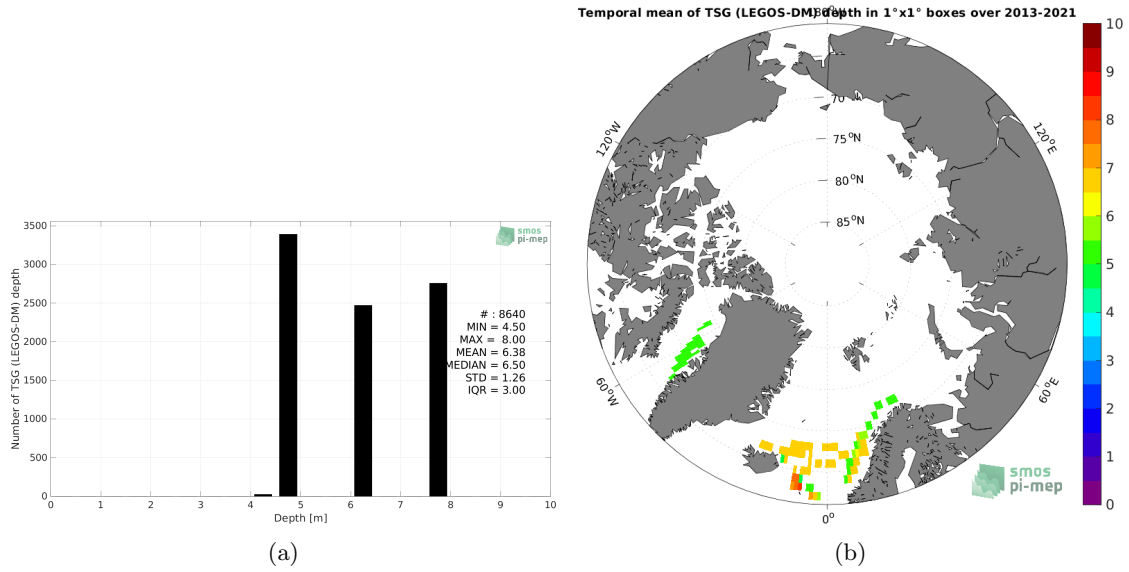 Temporal mean of TSG (LEGOS-DM) depth in 1°x1° boxes over 2013-2021
Number of TSG (LEGOS-DM) depth
3500
3000
2500
2000
1500
1000
500
0
0 1 2 3 4 5 6 7 8 9 10
Depth [m]
smos
pi-mep
# : 8640
MIN = 4.50
MAX = 8.00
MEAN = 6.38
MEDIAN = 6.50
STD = 1.26
IQR = 3.00
(a)
120°W
60°W
0°
60°E
120°E
75°N
80°N
85°N
smos
pi-mep
10
9
8
7
6
5
4
3
2
1
0
(b)